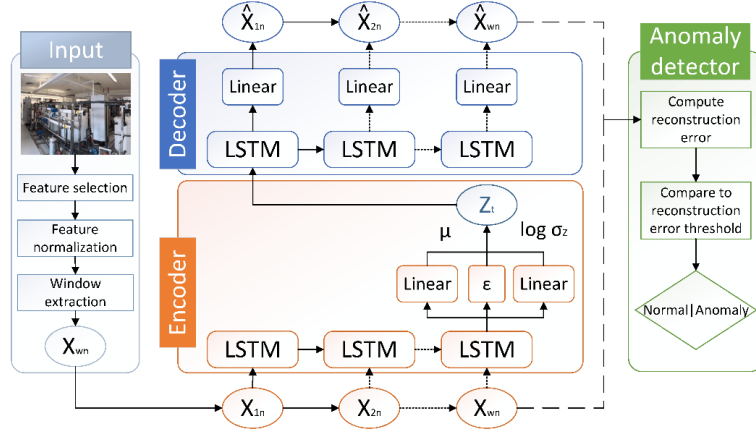 Input
Feature selection
Feature
normalization
Window
extraction
Xwn
Decoder
X̂1n
X̂2n
X̂wn
Linear
Linear
Linear
LSTM
LSTM
LSTM
Encoder
Zt
μ
log σz
Linear
ε
Linear
LSTM
LSTM
LSTM
X1n
X2n
Xwn
Anomaly
detector
Compute
reconstruction
error
Compare to
reconstruction
error threshold
Normal|Anomaly